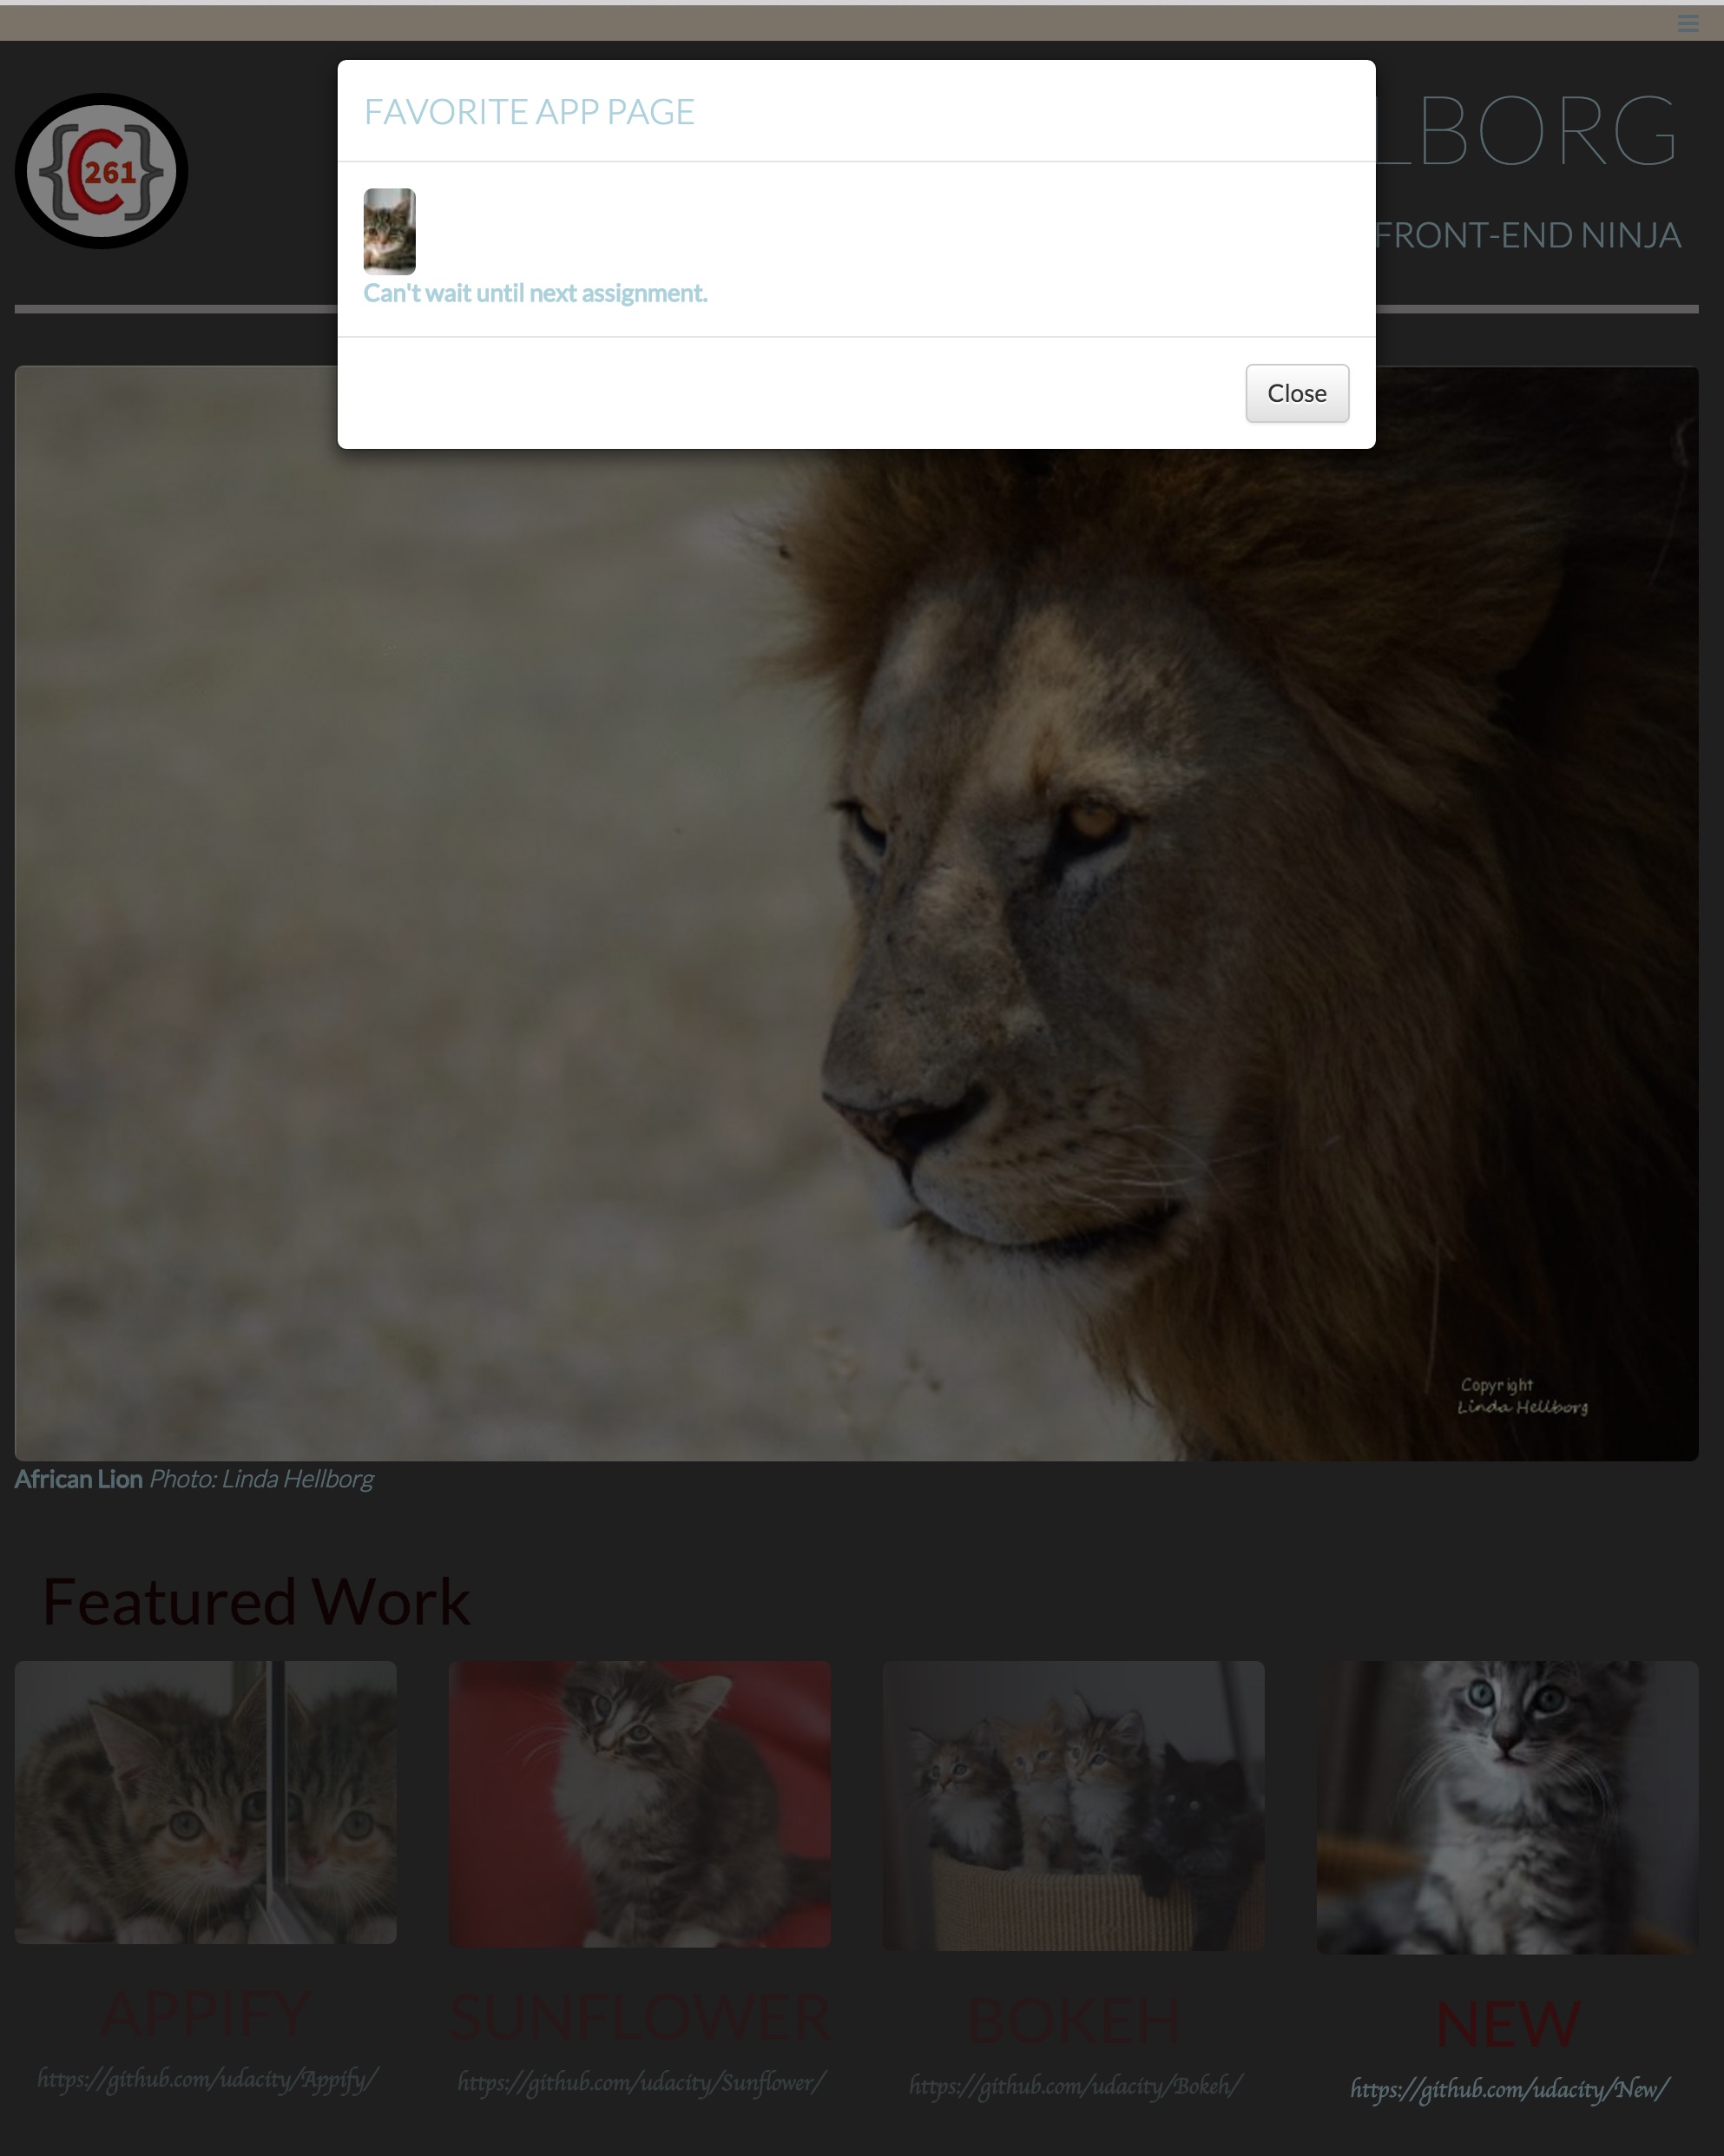 FAVORITE APP PAGE
{C 261}
LBORG
FRONT-END NINJA
Can't wait until next assignment.
Close
Copyright
Linda Hellborg
African Lion Photo: Linda Hellborg
Featured Work
APPIFY
SUNFLOWER
BOKEH
NEW
https://github.com/udacity/Appify/
https://github.com/udacity/Sunflower/
https://github.com/udacity/Bokeh/
https://github.com/udacity/New/